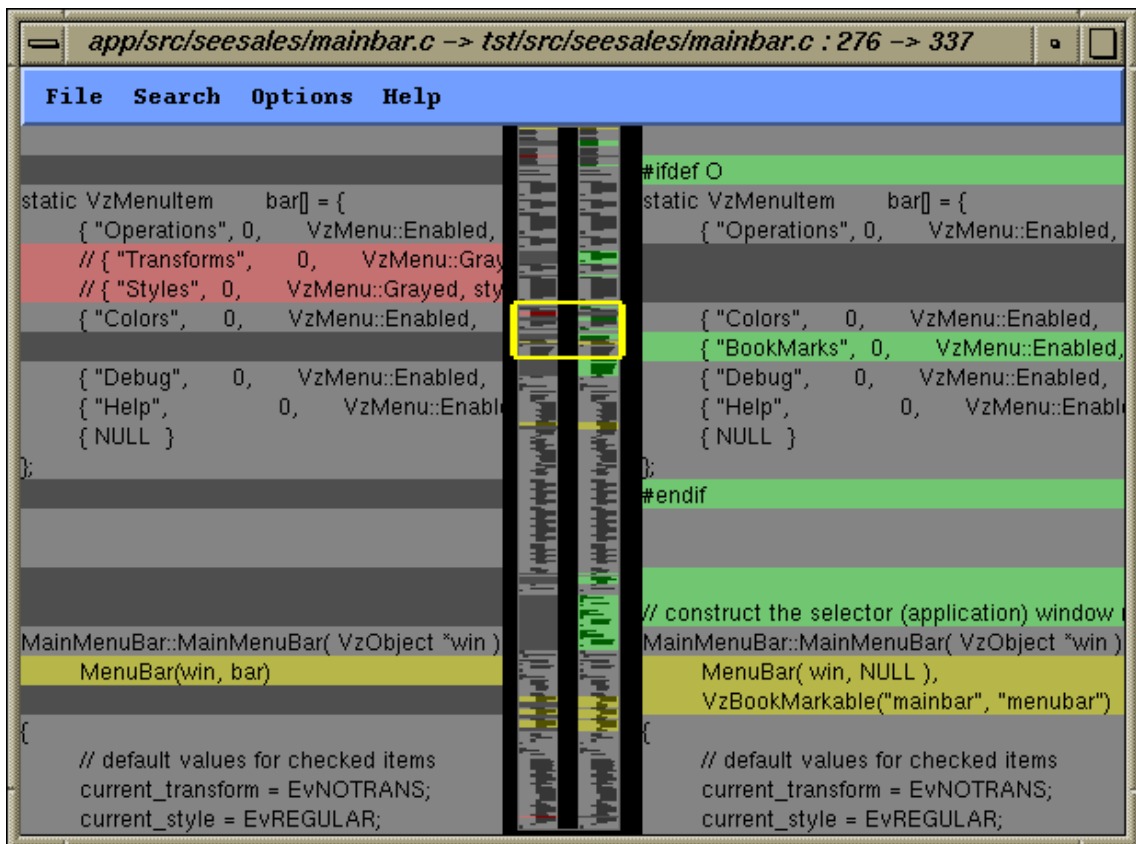 app/src/seesales/mainbar.c -> tst/src/seesales/mainbar.c : 276 -> 337
File Search Options Help
static VzMenuItem bar[] = {
{ "Operations", 0, VzMenu::Enabled,
// { "Transforms", 0, VzMenu::Gray
// { "Styles", 0, VzMenu::Grayed, sty
{ "Colors", 0, VzMenu::Enabled,
{ "Debug", 0, VzMenu::Enabled,
{ "Help", 0, VzMenu::Enabl
{ NULL }
};
MainMenuBar::MainMenuBar( VzObject *win )
MenuBar(win, bar)
{
// default values for checked items
current_transform = EvNOTRANS;
current_style = EvREGULAR;
#ifdef O
static VzMenuItem bar[] = {
{ "Operations", 0, VzMenu::Enabled,
{ "Colors", 0, VzMenu::Enabled,
{ "BookMarks", 0, VzMenu::Enabled,
{ "Debug", 0, VzMenu::Enabled,
{ "Help", 0, VzMenu::Enabl
{ NULL }
};
#endif
// construct the selector (application) window
MainMenuBar::MainMenuBar( VzObject *win )
MenuBar( win, NULL ),
VzBookMarkable("mainbar", "menubar")
{
// default values for checked items
current_transform = EvNOTRANS;
current_style = EvREGULAR;